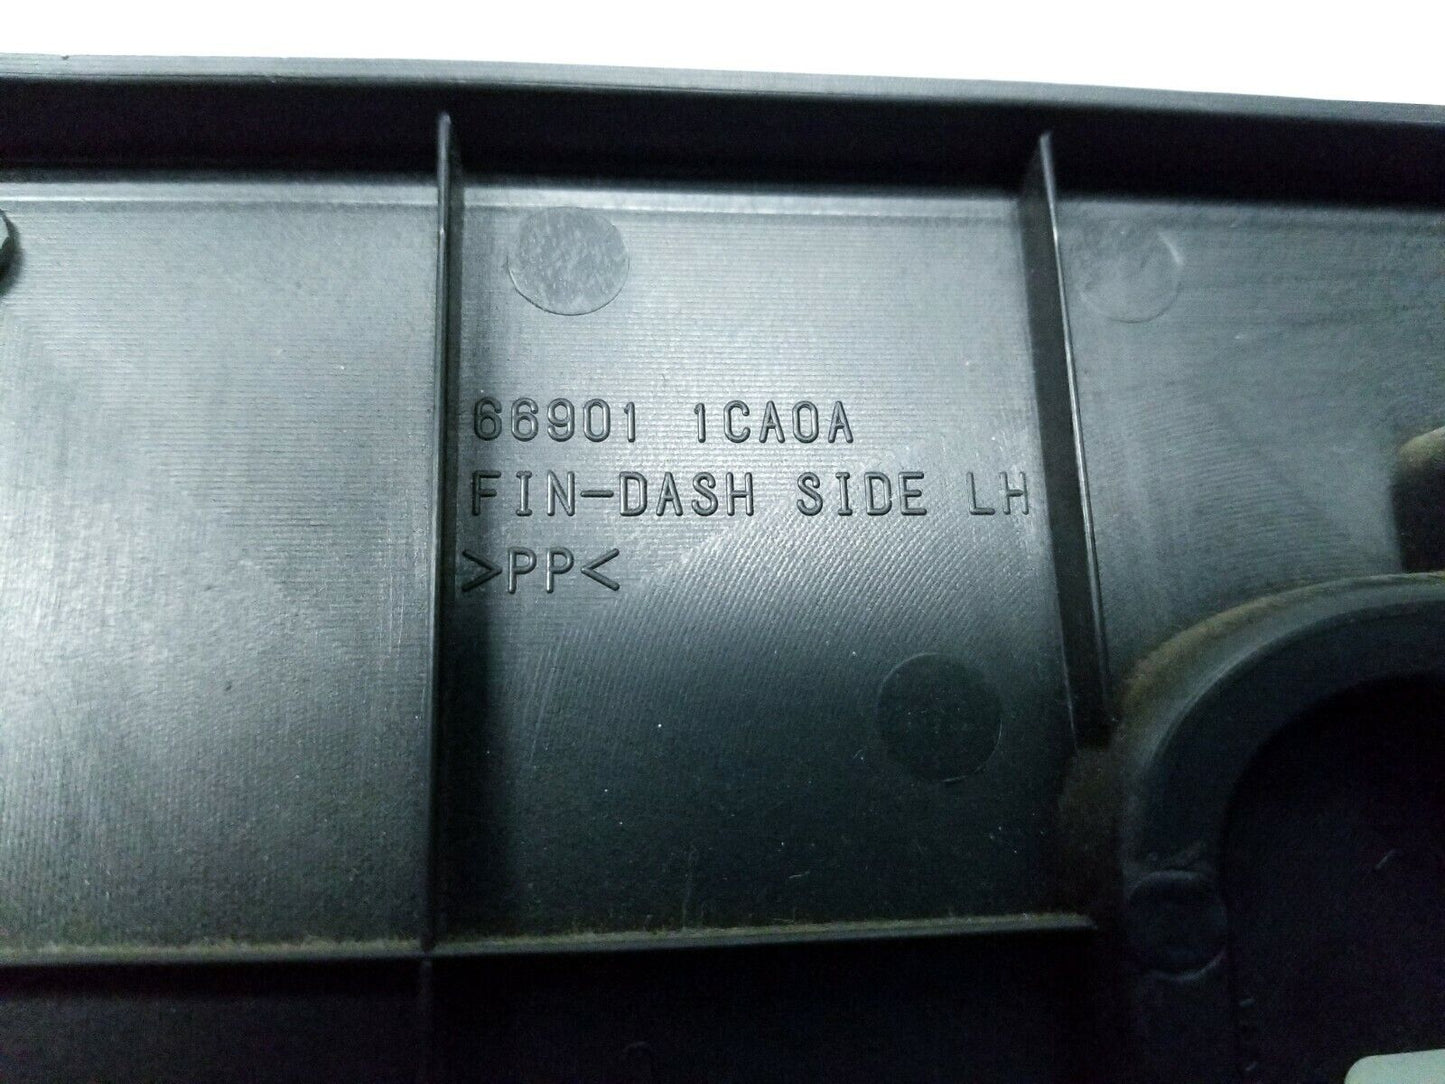 66901 1CA0A
FIN-DASH SIDE LH
>PP<